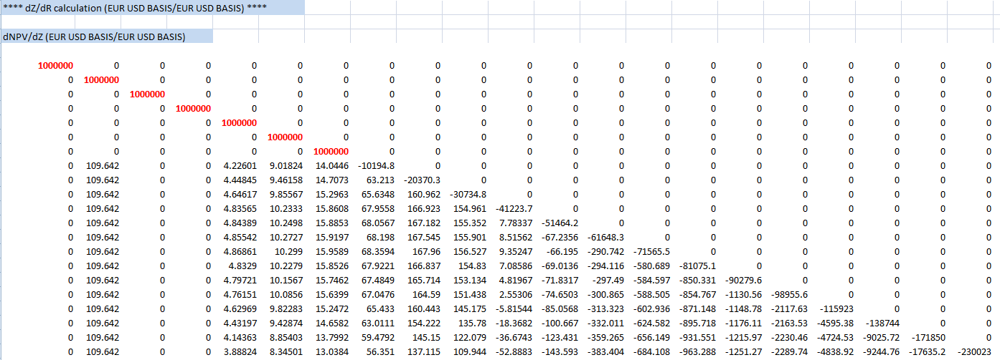 **** dZ/dR calculation (EUR USD BASIS/EUR USD BASIS) ****
dNPV/dZ (EUR USD BASIS/EUR USD BASIS)
1000000 0 0 0 0 0 0 0 0 0 0 0 0 0 0 0 0 0 0 0 0
0 1000000 0 0 0 0 0 0 0 0 0 0 0 0 0 0 0 0 0 0 0
0 0 1000000 0 0 0 0 0 0 0 0 0 0 0 0 0 0 0 0 0 0
0 0 0 1000000 0 0 0 0 0 0 0 0 0 0 0 0 0 0 0 0 0
0 0 0 0 1000000 0 0 0 0 0 0 0 0 0 0 0 0 0 0 0 0
0 0 0 0 0 1000000 0 0 0 0 0 0 0 0 0 0 0 0 0 0 0
0 0 0 0 0 0 1000000 0 0 0 0 0 0 0 0 0 0 0 0 0 0
0 109.642 0 0 4.22601 9.01824 14.0446 -10194.8 0 0 0 0 0 0 0 0 0 0 0 0 0
0 109.642 0 0 4.44845 9.46158 14.7073 63.213 -20370.3 0 0 0 0 0 0 0 0 0 0 0 0
0 109.642 0 0 4.64617 9.85567 15.2963 65.6348 160.962 -30734.8 0 0 0 0 0 0 0 0 0 0 0
0 109.642 0 0 4.83565 10.2333 15.8608 67.9558 166.923 154.961 -41223.7 0 0 0 0 0 0 0 0 0 0
0 109.642 0 0 4.84389 10.2498 15.8853 68.0567 167.182 155.352 7.78337 -51464.2 0 0 0 0 0 0 0 0 0
0 109.642 0 0 4.85542 10.2727 15.9197 68.198 167.545 155.901 8.51562 -67.2356 -61648.3 0 0 0 0 0 0 0 0
0 109.642 0 0 4.86861 10.299 15.9589 68.3594 167.96 156.527 9.35247 -66.195 -290.742 -71565.5 0 0 0 0 0 0 0
0 109.642 0 0 4.8329 10.2279 15.8526 67.9221 166.837 154.83 7.08586 -69.0136 -294.116 -580.689 -81075.1 0 0 0 0 0 0
0 109.642 0 0 4.79721 10.1567 15.7462 67.4849 165.714 153.134 4.81967 -71.8317 -297.49 -584.597 -850.331 -90279.6 0 0 0 0 0
0 109.642 0 0 4.76151 10.0856 15.6399 67.0476 164.59 151.438 2.55306 -74.6503 -300.865 -588.505 -854.767 -1130.56 -98955.6 0 0 0 0
0 109.642 0 0 4.62969 9.82283 15.2472 65.433 160.443 145.175 -5.81544 -85.0568 -313.323 -602.936 -871.148 -1148.78 -2117.63 -115923 0 0 0
0 109.642 0 0 4.43197 9.42874 14.6582 63.0111 154.222 135.78 -18.3682 -100.667 -332.011 -624.582 -895.718 -1176.11 -2163.53 -4595.38 -138744 0 0
0 109.642 0 0 4.14363 8.85403 13.7992 59.4792 145.15 122.079 -36.6743 -123.431 -359.265 -656.149 -931.551 -1215.97 -2230.46 -4724.53 -9025.72 -171850 0
0 109.642 0 0 3.88824 8.34501 13.0384 56.351 137.115 109.944 -52.8883 -143.593 -383.404 -684.108 -963.288 -1251.27 -2289.74 -4838.92 -9244.76 -17635.2 -230023